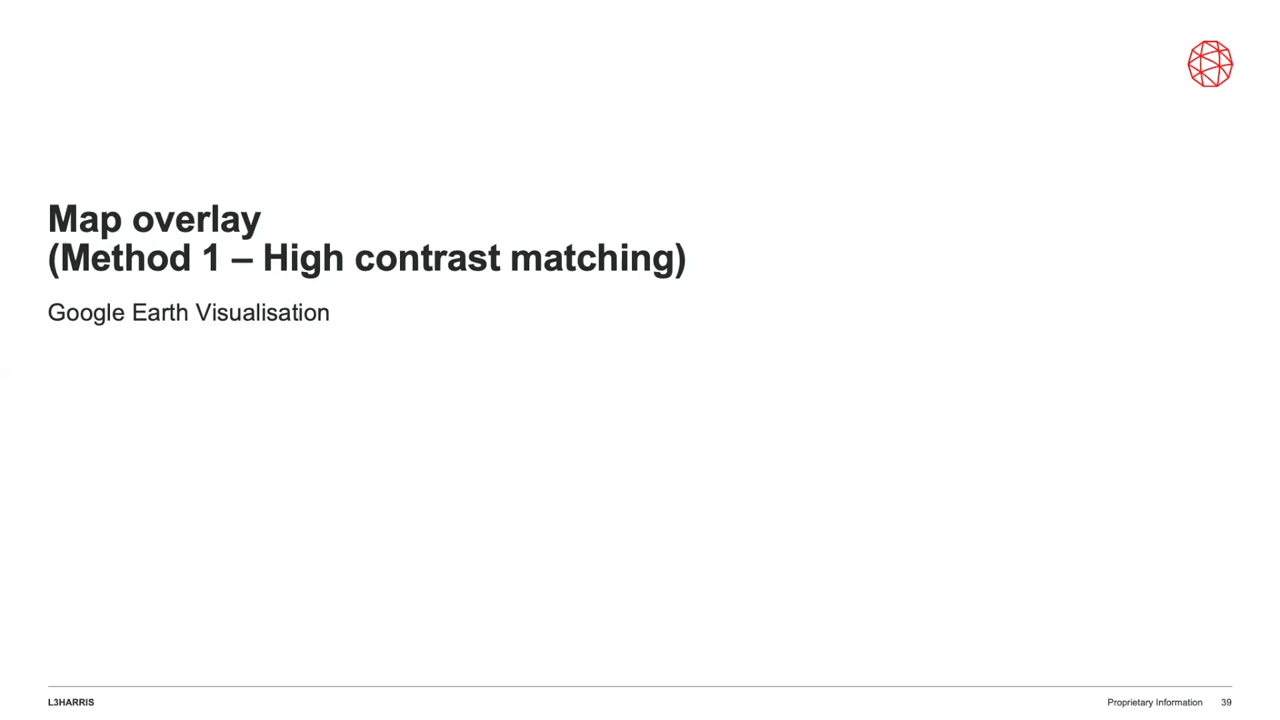 Map overlay
(Method 1 – High contrast matching)
Google Earth Visualisation
L3HARRIS
Proprietary Information
39